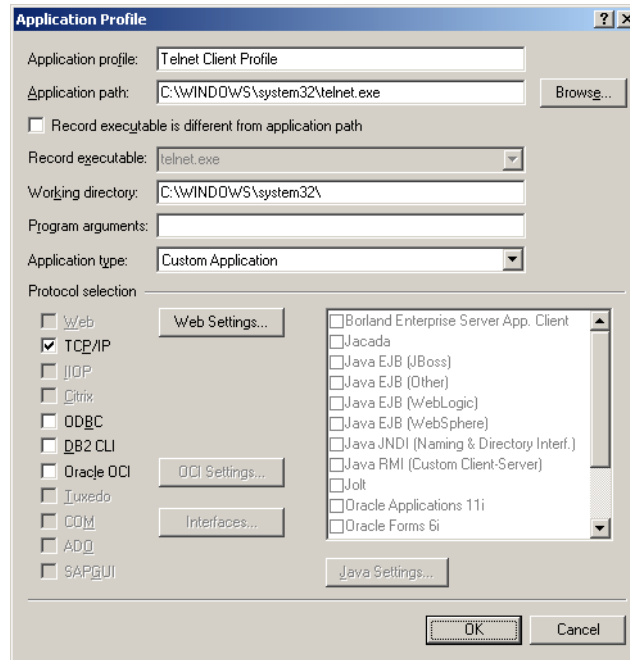 Application Profile
Application profile: Telnet Client Profile
Application path: C:\WINDOWS\system32\telnet.exe Browse...
Record executable is different from application path
Record executable: telnet.exe
Working directory: C:\WINDOWS\system32\
Program arguments:
Application type: Custom Application
Protocol selection
Web
TCP/IP
IIOP
Citrix
ODBC
DB2 CLI
Oracle OCI
Tuxedo
COM
ADO
SAPGUI
Web Settings...
OCI Settings...
Interfaces...
Borland Enterprise Server App. Client
Jacada
Java EJB (JBoss)
Java EJB (Other)
Java EJB (WebLogic)
Java EJB (WebSphere)
Java JNDI (Naming & Directory Interf.)
Java RMI (Custom Client-Server)
Jolt
Oracle Applications 11i
Oracle Forms 6i
Java Settings...
OK Cancel